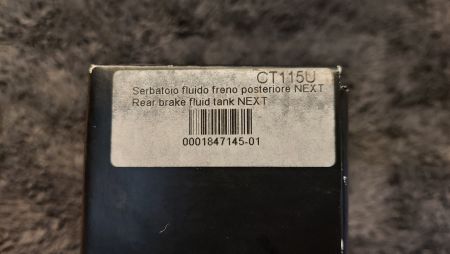 CT115U
Serbatoio fluido freno posteriore NEXT
Rear brake fluid tank NEXT
0001847145-01